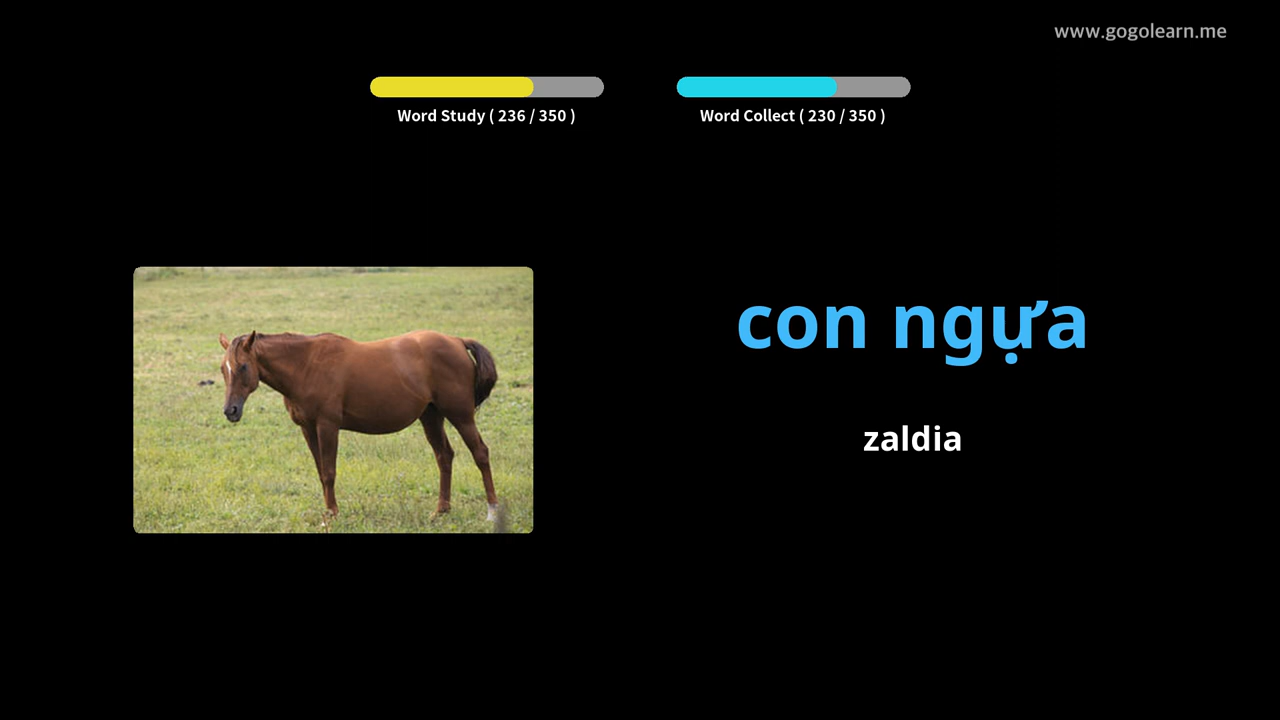 www.gogolearn.me
Word Study ( 236 / 350 )
Word Collect ( 230 / 350 )
con ngựa
zaldia